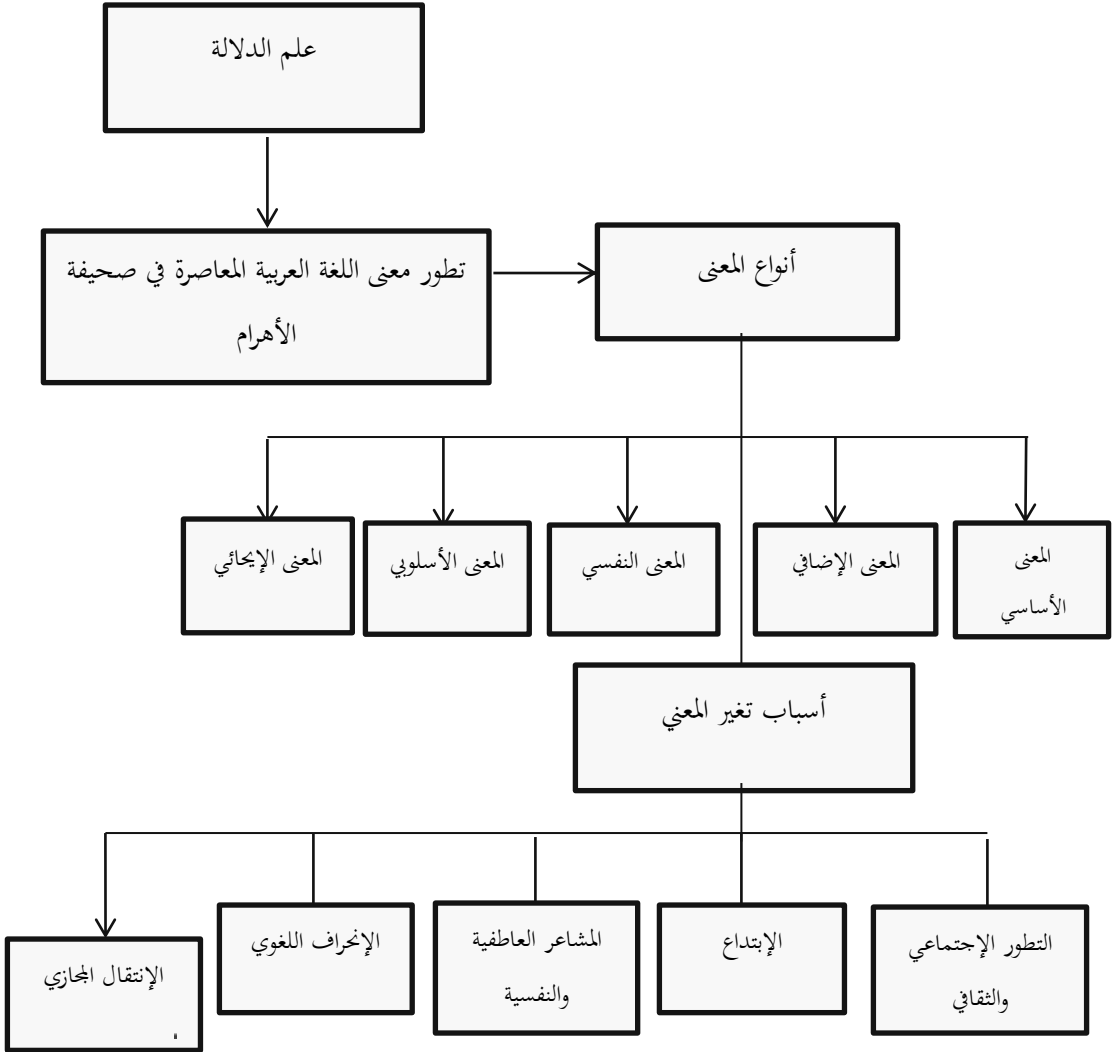 علم الدلالة
تطور معنى اللغة العربية المعاصرة في صحيفة
الأهرام
أنواع المعنى
المعنى
الأساسي
المعنى الإضافي
المعنى النفسي
المعنى الأسلوبي
المعنى الإيحائي
أسباب تغير المعني
التطور الإجتماعي
والثقافي
الإبتداع
المشاعر العاطفية
والنفسية
الإنحراف اللغوي
الإنتقال المجازي